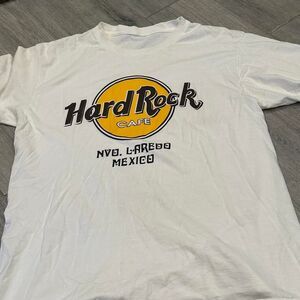 Hard Rock
CAFE
NVO. LAREDO
MEXICO